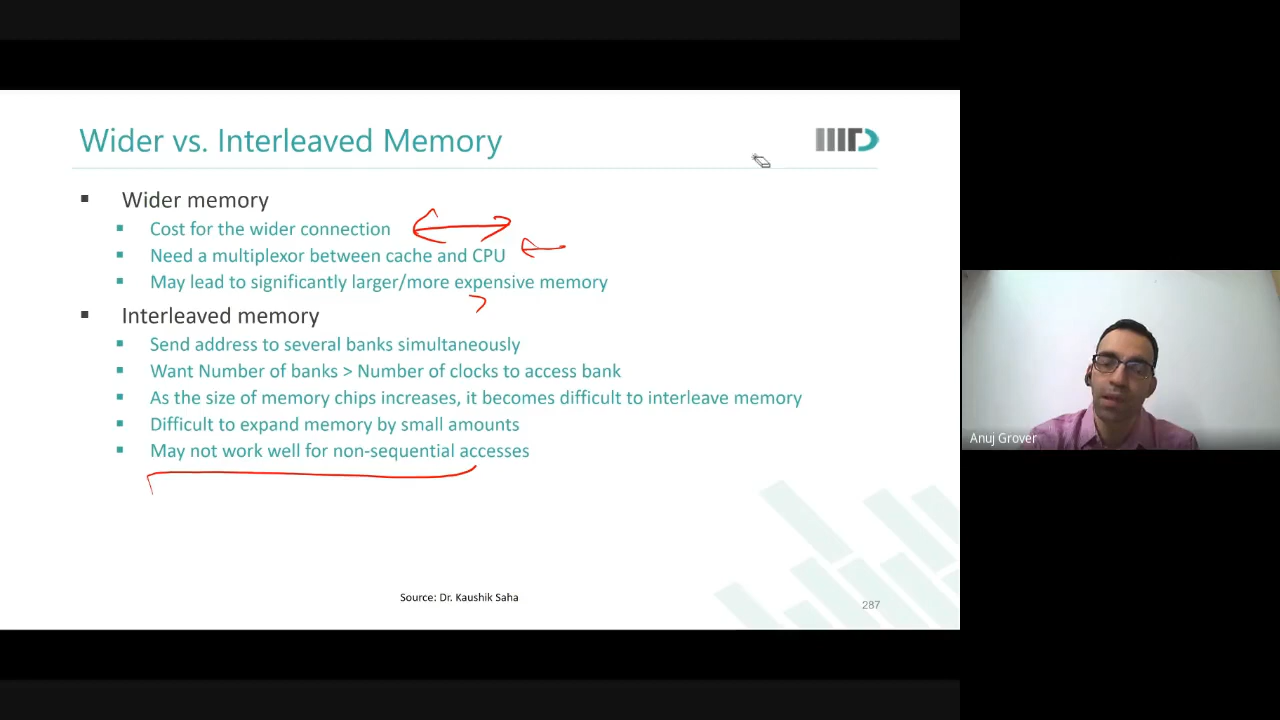 Wider vs. Interleaved Memory
IIITD
Wider memory
Cost for the wider connection
Need a multiplexor between cache and CPU
May lead to significantly larger/more expensive memory
Interleaved memory
Send address to several banks simultaneously
Want Number of banks > Number of clocks to access bank
As the size of memory chips increases, it becomes difficult to interleave memory
Difficult to expand memory by small amounts
May not work well for non-sequential accesses
Source: Dr. Kaushik Saha
287
Anuj Grover